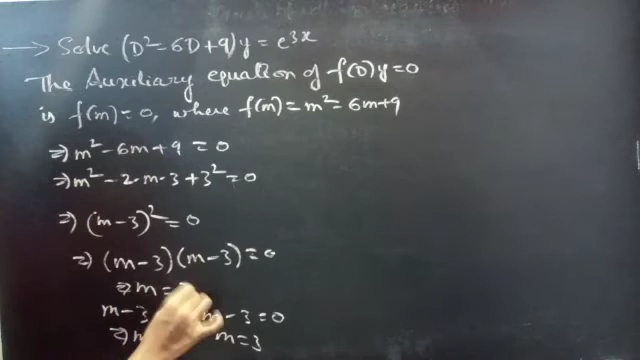 → Solve (D²-6D+9)y = e³ˣ
The Auxiliary equation of f(D)y=0
is f(m)=0, where f(m)=m²-6m+9
⇒ m²-6m+9 = 0
⇒ m²-2·m·3+3²=0
⇒ (m-3)²=0
⇒ (m-3)(m-3)=0
⇒ m =
m-3 m-3=0
⇒ m=3